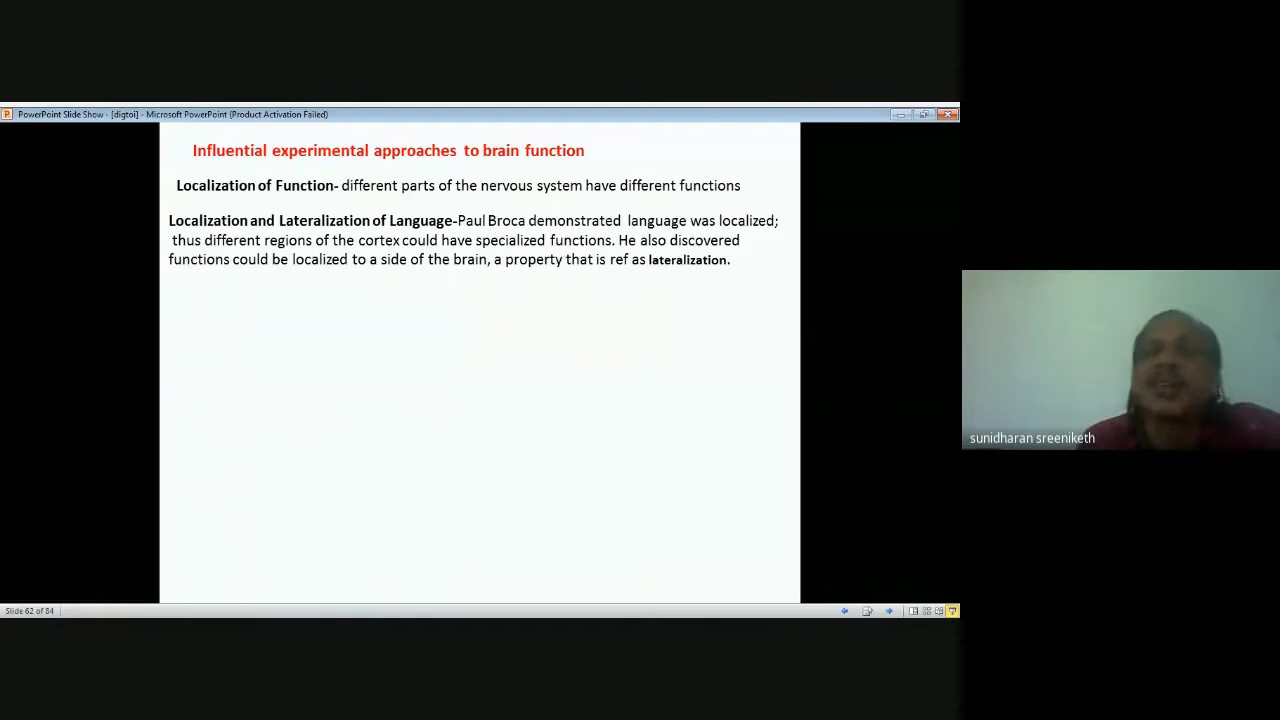 PowerPoint Slide Show - [digtoi] - Microsoft PowerPoint (Product Activation Failed)
Influential experimental approaches to brain function
Localization of Function- different parts of the nervous system have different functions
Localization and Lateralization of Language-Paul Broca demonstrated language was localized;
thus different regions of the cortex could have specialized functions. He also discovered
functions could be localized to a side of the brain, a property that is ref as lateralization.
sunidharan sreeniketh
Slide 62 of 84